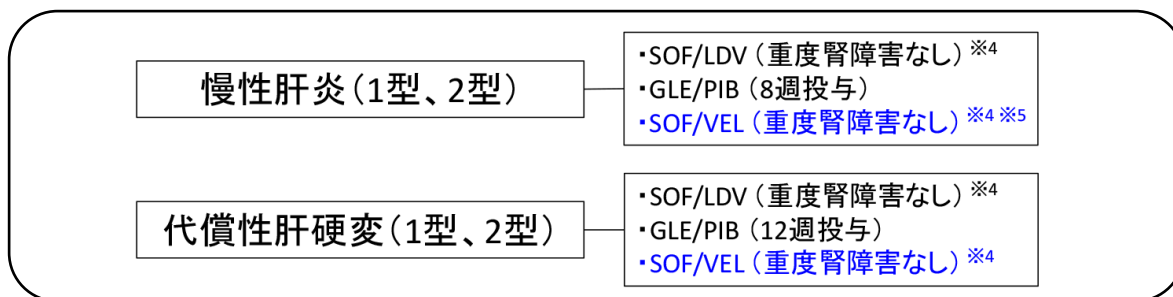 慢性肝炎(1型、2型)
・SOF/LDV(重度腎障害なし)※4
・GLE/PIB(8週投与)
・SOF/VEL(重度腎障害なし)※4 ※5
代償性肝硬変(1型、2型)
・SOF/LDV(重度腎障害なし)※4
・GLE/PIB(12週投与)
・SOF/VEL(重度腎障害なし)※4